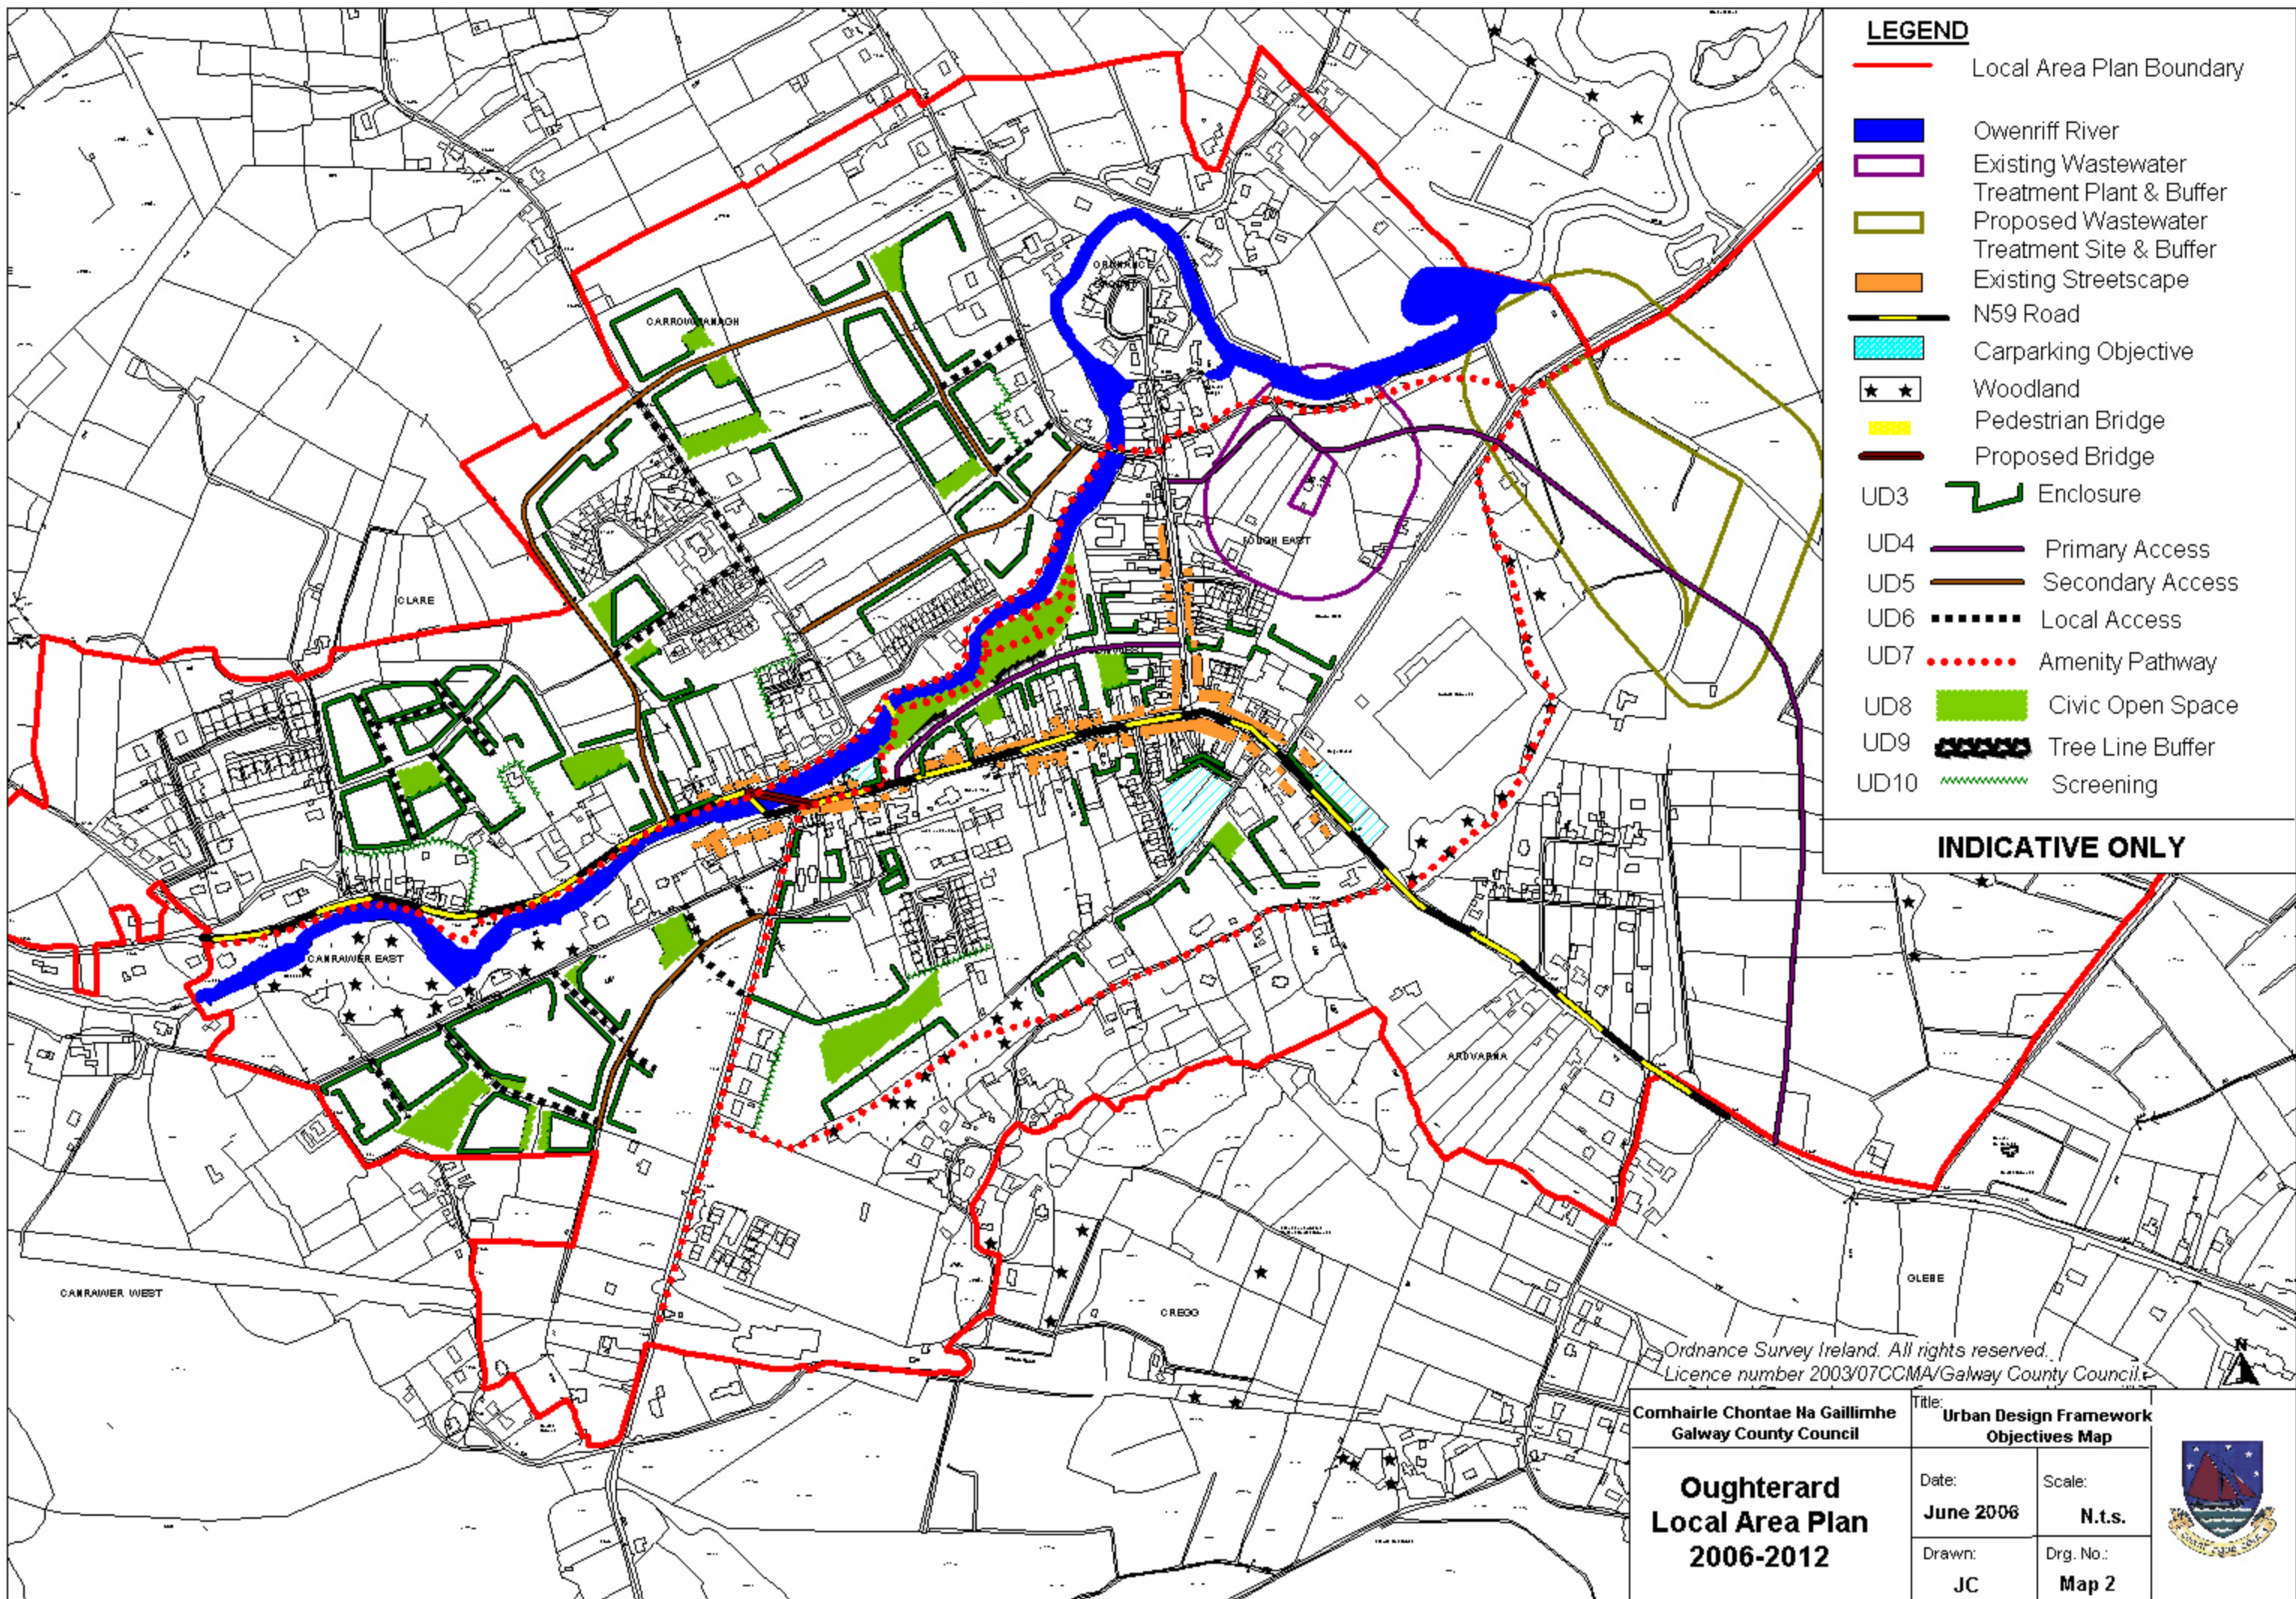 LEGEND
Local Area Plan Boundary
Owenriff River
Existing Wastewater
Treatment Plant & Buffer
Proposed Wastewater
Treatment Site & Buffer
Existing Streetscape
N59 Road
Carparking Objective
Woodland
Pedestrian Bridge
Proposed Bridge
UD3 Enclosure
UD4 Primary Access
UD5 Secondary Access
UD6 Local Access
UD7 Amenity Pathway
UD8 Civic Open Space
UD9 Tree Line Buffer
UD10 Screening
INDICATIVE ONLY
CLARE
CANRAWER EAST
CANRAWER WEST
ARDVARNA
CREGG
GLEBE
Ordnance Survey Ireland. All rights reserved.
Licence number 2003/07CCMA/Galway County Council.
N
Comhairle Chontae Na Gaillimhe
Galway County Council
Oughterard
Local Area Plan
2006-2012
Title:
Urban Design Framework
Objectives Map
Date:
June 2006
Scale:
N.t.s.
Drawn:
JC
Drg. No.:
Map 2